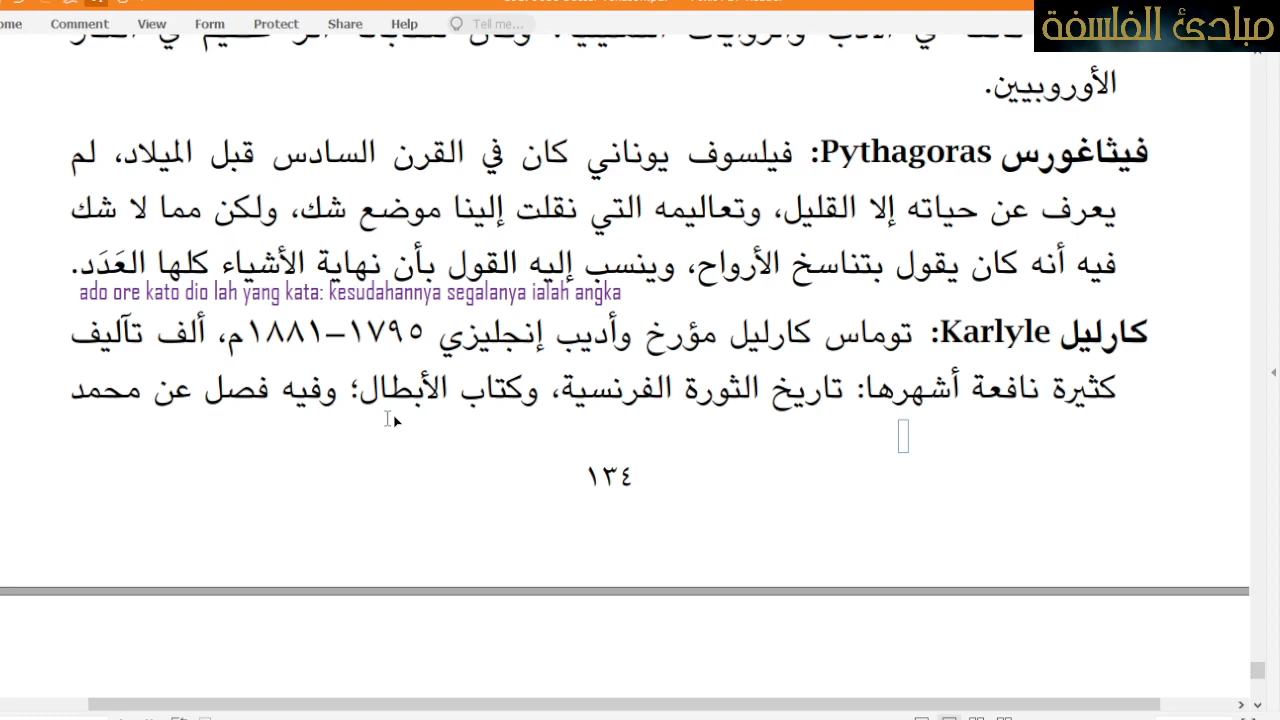 ome Comment View Form Protect Share Help Tell me...
مبادئ الفلسفة
الأوروبيين.
فيثاغورس Pythagoras: فيلسوف يوناني كان في القرن السادس قبل الميلاد، لم
يعرف عن حياته إلا القليل، وتعاليمه التي نقلت إلينا موضع شك، ولكن مما لا شك
فيه أنه كان يقول بتناسخ الأرواح، وينسب إليه القول بأن نهاية الأشياء كلها العَدَد.
ado ore kato dio lah yang kata: kesudahannya segalanya ialah angka
كارليل Karlyle: توماس كارليل مؤرخ وأديب إنجليزي ١٧٩٥–١٨٨١م، ألف تآليف
كثيرة نافعة أشهرها: تاريخ الثورة الفرنسية، وكتاب الأبطال؛ وفيه فصل عن محمد
١٣٤